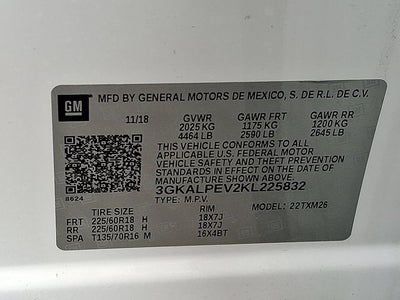 GM MFD BY GENERAL MOTORS DE MEXICO, S. DE R.L. DE C.V.
11/18 GVWR GAWR FRT GAWR RR
2025 KG 1175 KG 1200 KG
4464 LB 2590 LB 2645 LB
THIS VEHICLE CONFORMS TO ALL
APPLICABLE U.S. FEDERAL MOTOR
VEHICLE SAFETY AND THEFT PREVENTION
STANDARDS IN EFFECT ON THE DATE OF
MANUFACTURE SHOWN ABOVE.
3GKALPEV2KL225832
8624 TYPE: M.P.V. MODEL: 22TXM26
TIRE SIZE RIM
FRT 225/60R18 H 18X7J
RR 225/60R18 H 18X7J
SPA T135/70R16 M 16X4BT